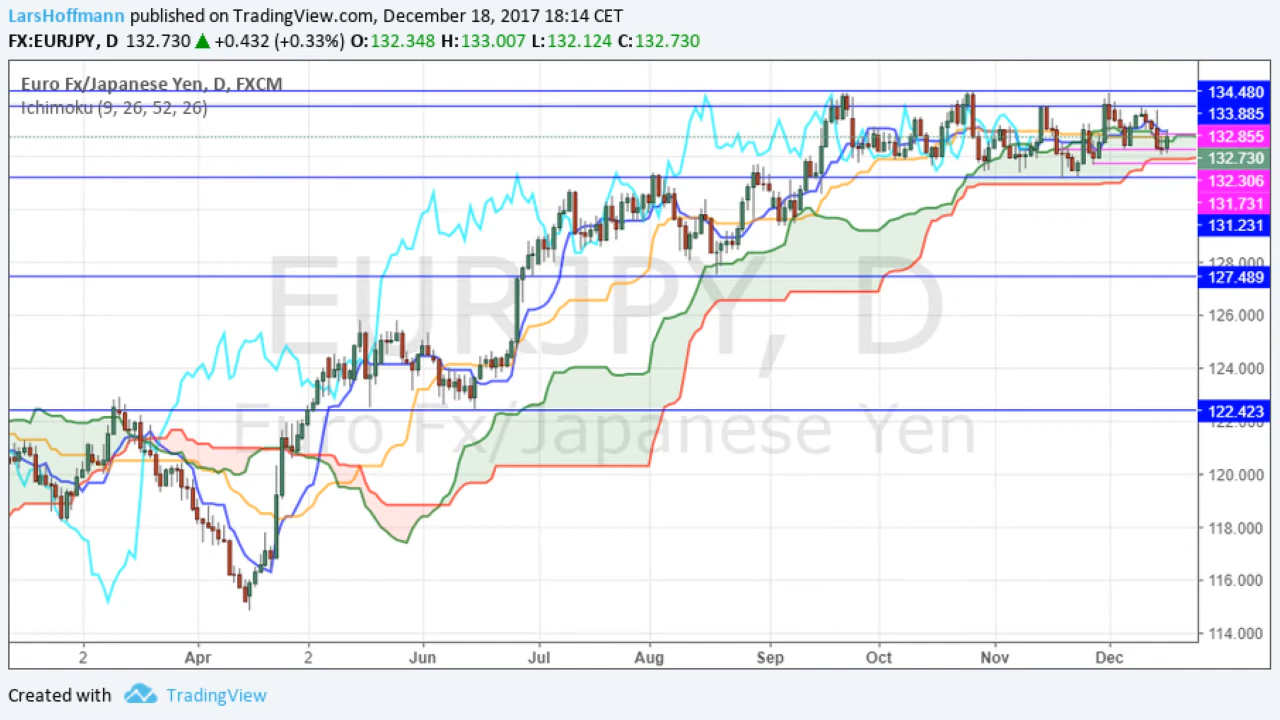 LarsHoffmann published on TradingView.com, December 18, 2017 18:14 CET
FX:EURJPY, D 132.730 ▲ +0.432 (+0.33%) O:132.348 H:133.007 L:132.124 C:132.730
Euro Fx/Japanese Yen, D, FXCM
Ichimoku (9, 26, 52, 26)
EURJPY, D
Euro Fx/Japanese Yen
134.480
133.885
132.855
132.730
132.306
131.731
131.231
128.000
127.489
126.000
124.000
122.423
122.000
120.000
118.000
116.000
114.000
2 Apr 2 Jun Jul Aug Sep Oct Nov Dec
Created with TradingView